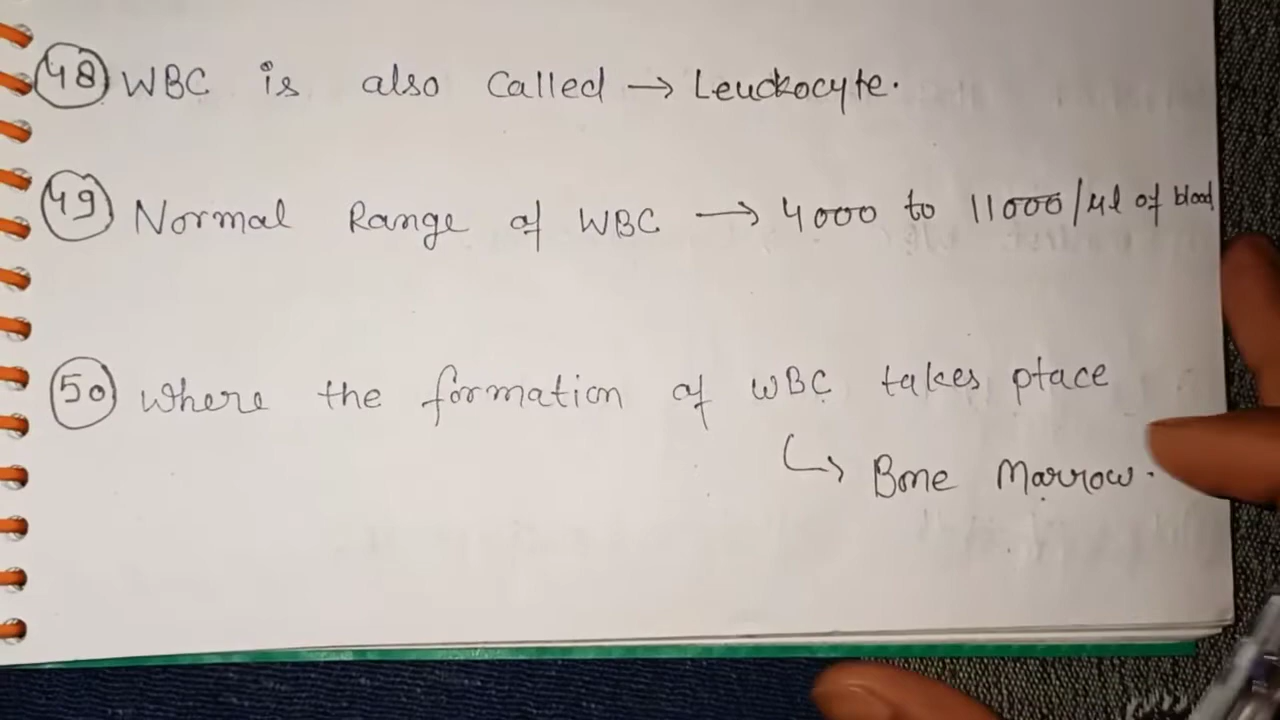 48 WBC is also called → Leuckocyte.
49 Normal Range of WBC → 4000 to 11000/μl of blood
50 Where the formation of WBC takes place
↳ Bone Marrow.